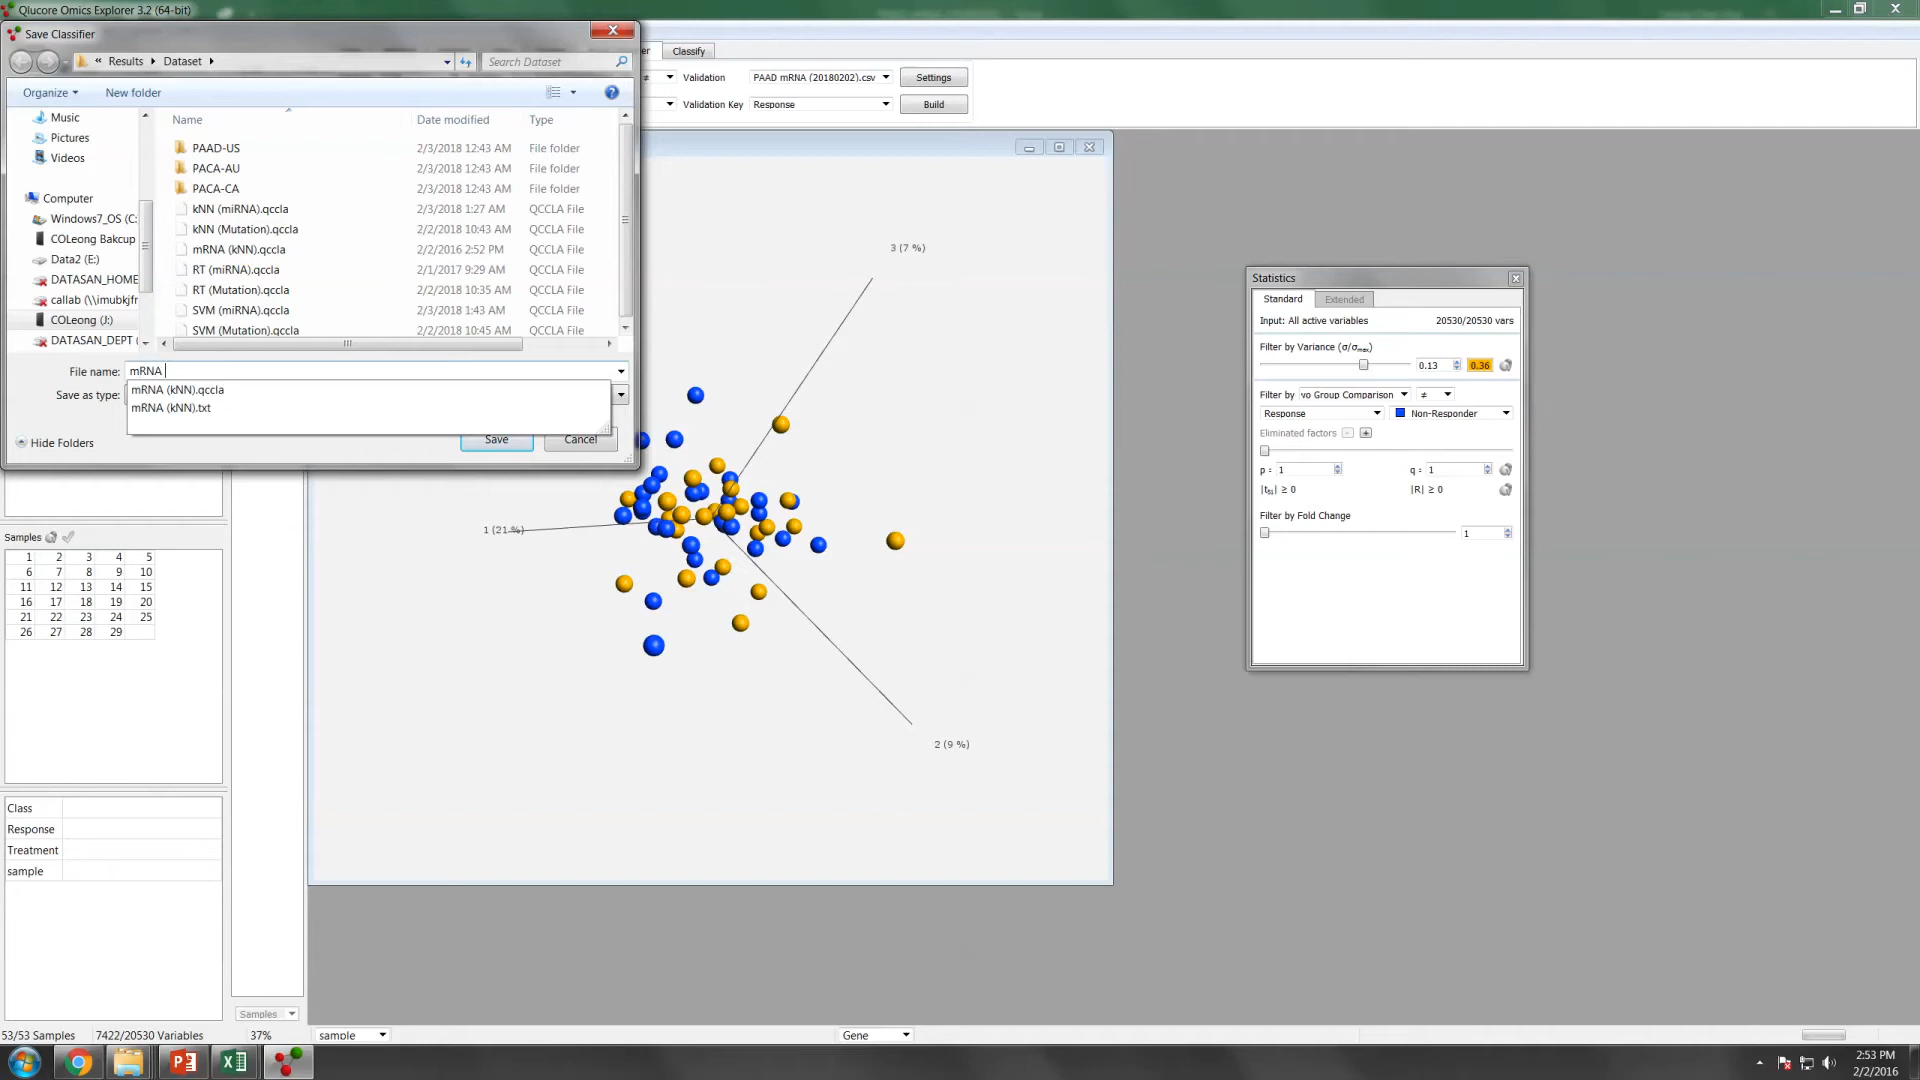 Qlucore Omics Explorer 3.2 (64-bit)
Save Classifier
« Results Dataset
Search Dataset
Organize
New folder
Music
Pictures
Videos
Computer
Windows7_OS (C:
COLeong Bakcup
Data2 (E:)
DATASAN_HOME
callab (\\imubkjfr
COLeong (J:)
DATASAN_DEPT (
Name Date modified Type
PAAD-US 2/3/2018 12:43 AM File folder
PACA-AU 2/3/2018 12:43 AM File folder
PACA-CA 2/3/2018 12:43 AM File folder
kNN (miRNA).qccla 2/3/2018 1:27 AM QCCLA File
kNN (Mutation).qccla 2/2/2018 10:43 AM QCCLA File
mRNA (kNN).qccla 2/2/2016 2:52 PM QCCLA File
RT (miRNA).qccla 2/1/2017 9:29 AM QCCLA File
RT (Mutation).qccla 2/2/2018 10:35 AM QCCLA File
SVM (miRNA).qccla 2/3/2018 1:43 AM QCCLA File
SVM (Mutation).qccla 2/2/2018 10:45 AM QCCLA File
File name: mRNA
Save as type:
mRNA (kNN).qccla
mRNA (kNN).txt
Hide Folders
Save
Cancel
Classify
≠ Validation PAAD mRNA (20180202).csv Settings
Validation Key Response Build
3 (7 %)
1 (21 %)
2 (9 %)
Statistics
Standard Extended
Input: All active variables 20530/20530 vars
Filter by Variance (σ/σmax)
0.13 0.36
Filter by vo Group Comparison ≠
Response Non-Responder
Eliminated factors - +
p = 1 q = 1
|t51| ≥ 0 |R| ≥ 0
Filter by Fold Change
1
Samples
1 2 3 4 5
6 7 8 9 10
11 12 13 14 15
16 17 18 19 20
21 22 23 24 25
26 27 28 29
Class
Response
Treatment
sample
Samples
53/53 Samples 7422/20530 Variables 37% sample Gene
2:53 PM
2/2/2016